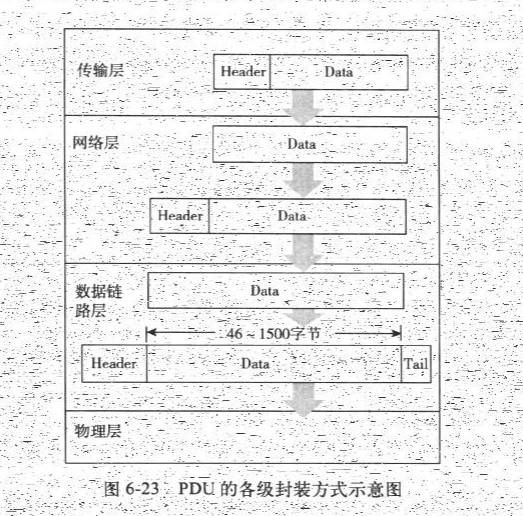 传输层
Header Data
网络层
Data
Header Data
数据链
路层
Data
46~1500字节
Header Data Tail
物理层
图 6-23 PDU 的各级封装方式示意图